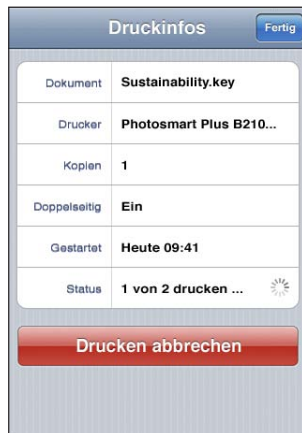 Druckinfos Fertig
Dokument Sustainability.key
Drucker Photosmart Plus B210...
Kopien 1
Doppelseitig Ein
Gestartet Heute 09:41
Status 1 von 2 drucken ...
Drucken abbrechen